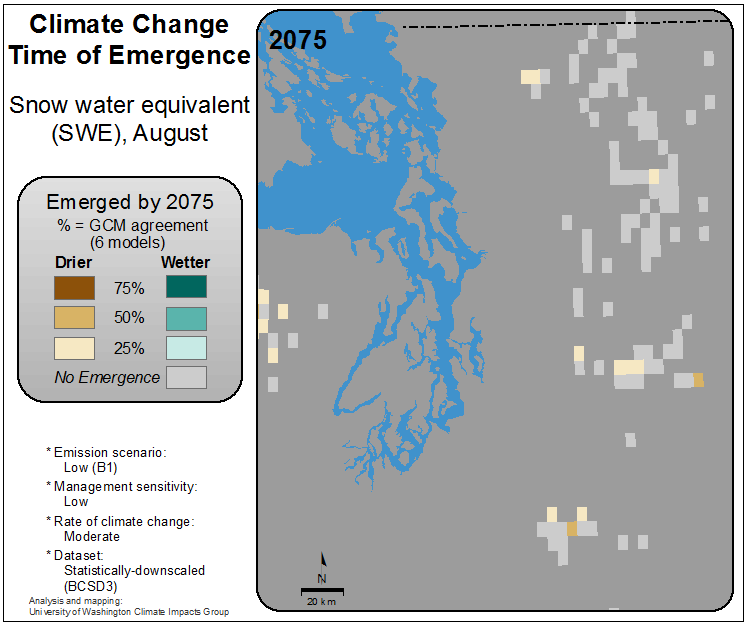 Climate Change
Time of Emergence
Snow water equivalent
(SWE), August
Emerged by 2075
% = GCM agreement
(6 models)
Drier Wetter
75%
50%
25%
No Emergence
* Emission scenario:
Low (B1)
* Management sensitivity:
Low
* Rate of climate change:
Moderate
* Dataset:
Statistically-downscaled
(BCSD3)
Analysis and mapping:
University of Washington Climate Impacts Group
2075
N
20 km